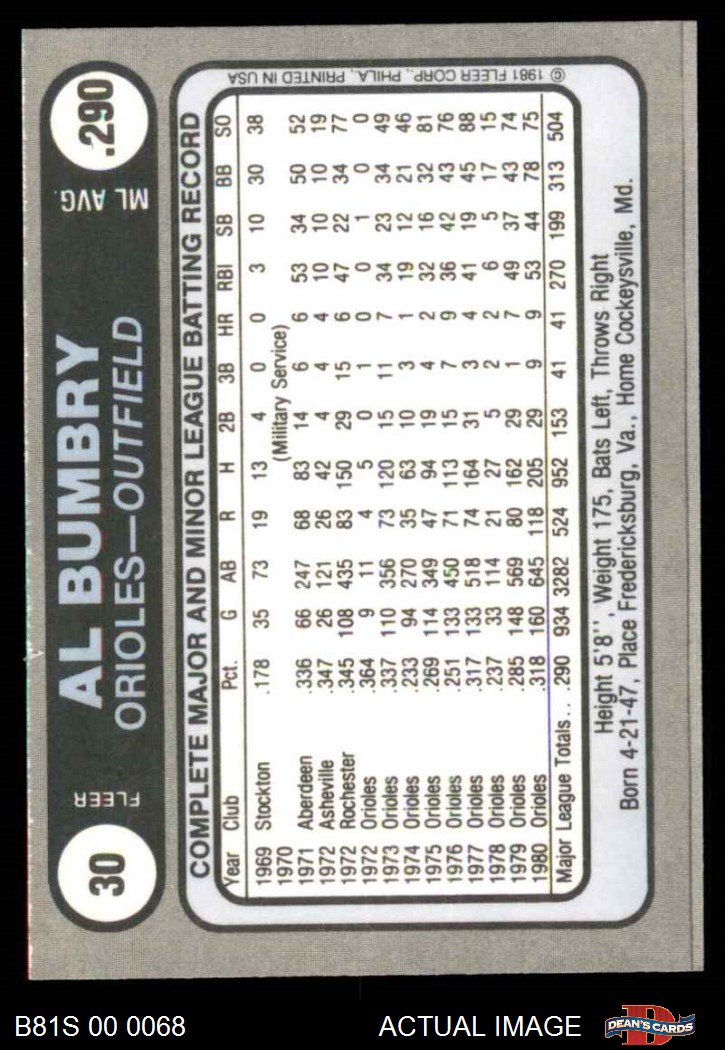 30
FLEER
AL BUMBRY
ORIOLES—OUTFIELD
ML AVG.
.290
COMPLETE MAJOR AND MINOR LEAGUE BATTING RECORD
Year Club Pct. G AB R H 2B 3B HR RBI SB BB SO
1969 Stockton .178 35 73 19 13 4 0 0 3 10 30 38
1970 (Military Service)
1971 Aberdeen .336 66 247 68 83 14 6 6 53 34 50 52
1972 Asheville .347 26 121 26 42 4 4 4 10 10 10 19
1972 Rochester .345 108 435 83 150 29 15 6 47 22 34 77
1972 Orioles .364 9 11 4 5 0 1 0 0 1 0 0
1973 Orioles .337 110 356 73 120 15 11 7 34 23 34 49
1974 Orioles .233 94 270 35 63 10 3 1 19 12 21 46
1975 Orioles .269 114 349 47 94 19 4 2 32 16 32 81
1976 Orioles .251 133 450 71 113 15 7 9 36 42 43 76
1977 Orioles .317 133 518 74 164 31 3 4 41 19 45 88
1978 Orioles .237 33 114 21 27 5 2 2 6 5 17 15
1979 Orioles .285 148 569 80 162 29 1 7 49 37 43 74
1980 Orioles .318 160 645 118 205 29 9 9 53 44 78 75
Major League Totals . . .290 934 3282 524 952 153 41 41 270 199 313 504
Height 5'8'', Weight 175, Bats Left, Throws Right
Born 4-21-47, Place Fredericksburg, Va., Home Cockeysville, Md.
© 1981 FLEER CORP., PHILA., PRINTED IN USA
B81S 00 0068 ACTUAL IMAGE
D
DEAN'S CARDS